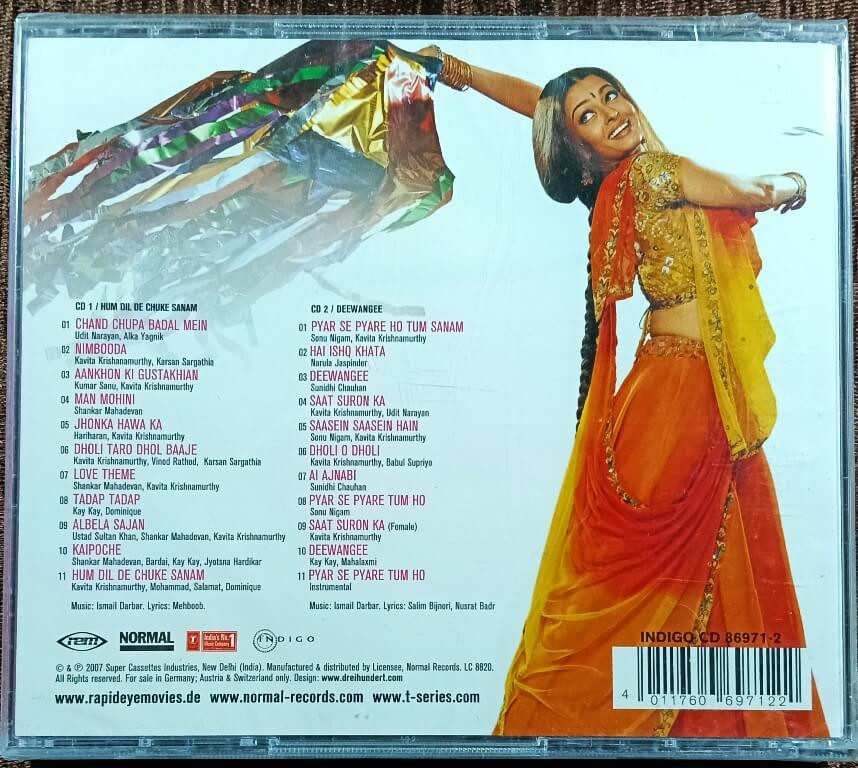 CD 1 / HUM DIL DE CHUKE SANAM
01 CHAND CHUPA BADAL MEIN
Udit Narayan, Alka Yagnik
02 NIMBOODA
Kavita Krishanamurthy, Karsan Sargathia
03 AANKHON KI GUSTAKHIAN
Kumar Sanu, Kavita Krishnamurthy
04 MAN MOHINI
Shankar Mahadevan
05 JHONKA HAWA KA
Hariharan, Kavita Krishnamurthy
06 DHOLI TARO DHOL BAAJE
Kavita Krishnamurthy, Vinod Rathod, Karsan Sargathia
07 LOVE THEME
Shankar Mahadevan, Kavita Krishnamurthy
08 TADAP TADAP
Kay Kay, Dominique
09 ALBELA SAJAN
Ustad Sultan Khan, Shankar Mahadevan, Kavita Krishnamurthy
10 KAIPOCHE
Shankar Mahadevan, Bardai, Kay Kay, Jyotsna Hardikar
11 HUM DIL DE CHUKE SANAM
Kavita Krishnamurthy, Mohammad, Salamat, Dominique
Music: Ismail Darbar. Lyrics: Mehboob.
CD 2 / DEEWANGEE
01 PYAR SE PYARE HO TUM SANAM
Sonu Nigam, Kavita Krishnamurthy
02 HAI ISHQ KHATA
Narula Jaspinder
03 DEEWANGEE
Sunidhi Chauhan
04 SAAT SURON KA
Kavita Krishnamurthy, Udit Narayan
05 SAASEIN SAASEIN HAIN
Sonu Nigam, Kavita Krishnamurthy
06 DHOLI O DHOLI
Kavita Krishnamurthy, Babul Supriyo
07 AI AJNABI
Sunidhi Chauhan
08 PYAR SE PYARE TUM HO
Sonu Nigam
09 SAAT SURON KA (Female)
Kavita Krishnamurthy
10 DEEWANGEE
Kay Kay, Mahalaxmi
11 PYAR SE PYARE TUM HO
Instrumental
Music: Ismail Darbar. Lyrics: Salim Bijnori, Nusrat Badr
rem NORMAL T India's No.1 Music Company INDIGO
© & ℗ 2007 Super Cassettes Industries, New Delhi (India). Manufactured & distributed by Licensee, Normal Records. LC 8820.
All Rights reserved. For sale in Germany; Austria & Switzerland only. Design: www.dreihundert.com
www.rapideyemovies.de www.normal-records.com www.t-series.com
INDIGO CD 86971-2
4 011760 697122